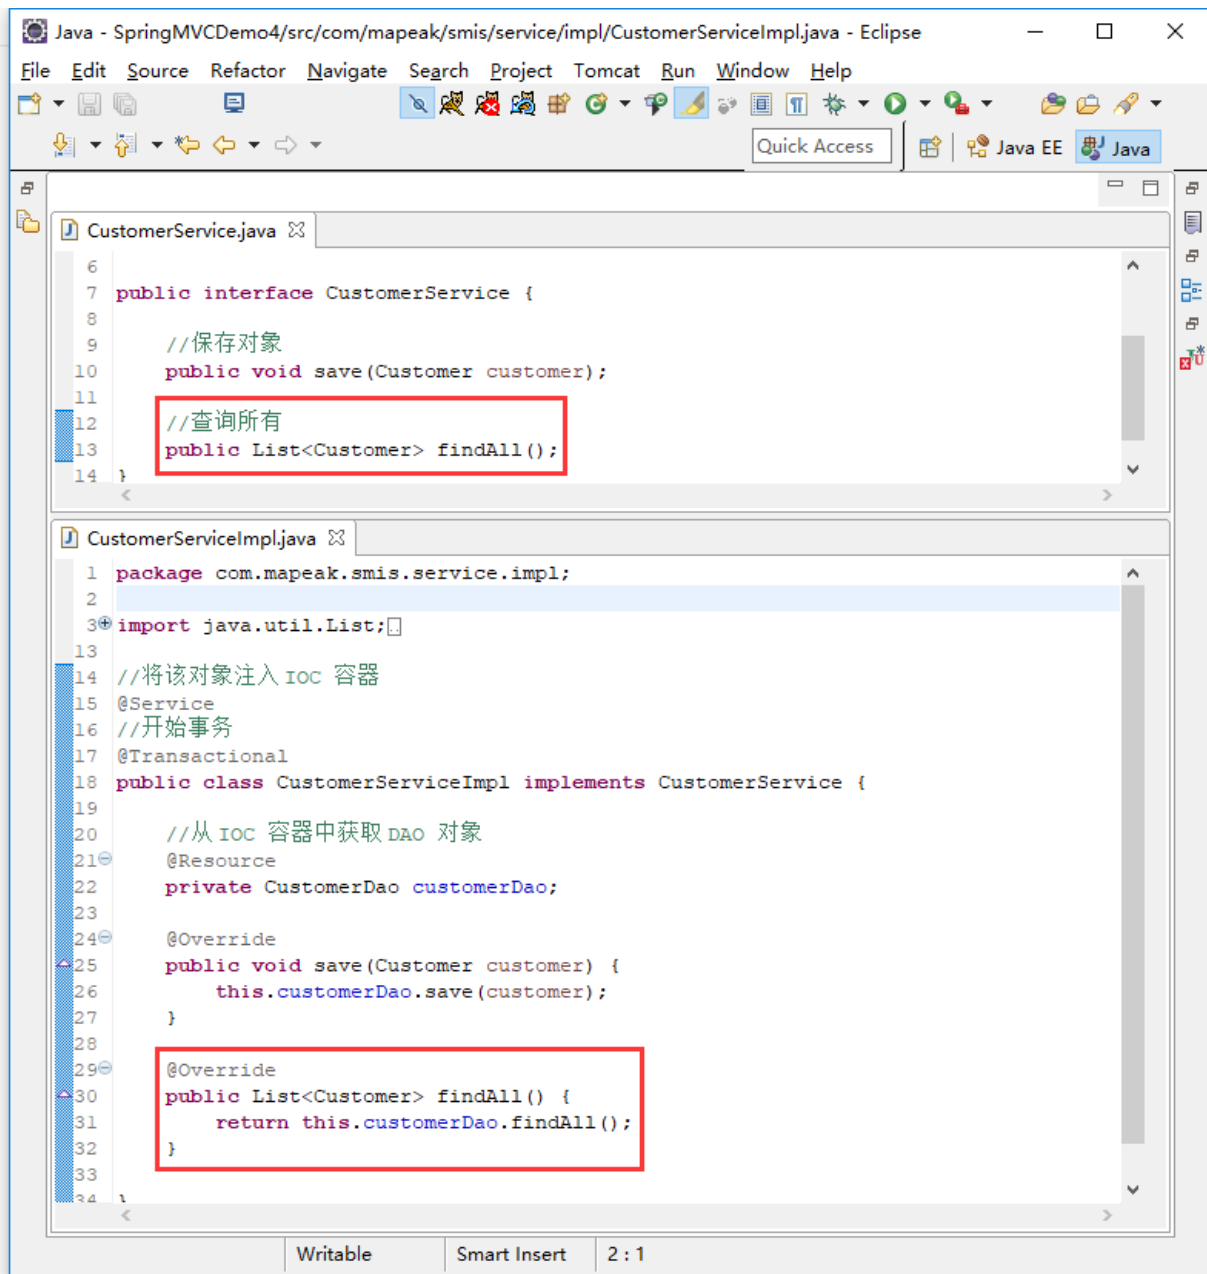 Java - SpringMVCDemo4/src/com/mapeak/smis/service/impl/CustomerServiceImpl.java - Eclipse
File Edit Source Refactor Navigate Search Project Tomcat Run Window Help
Quick Access Java EE Java
CustomerService.java
6
7 public interface CustomerService {
8
9 //保存对象
10 public void save(Customer customer);
11
12 //查询所有
13 public List<Customer> findAll();
14 }
CustomerServiceImpl.java
1 package com.mapeak.smis.service.impl;
2
3 import java.util.List;
13
14 //将该对象注入 IOC 容器
15 @Service
16 //开始事务
17 @Transactional
18 public class CustomerServiceImpl implements CustomerService {
19
20 //从 IOC 容器中获取 DAO 对象
21 @Resource
22 private CustomerDao customerDao;
23
24 @Override
25 public void save(Customer customer) {
26 this.customerDao.save(customer);
27 }
28
29 @Override
30 public List<Customer> findAll() {
31 return this.customerDao.findAll();
32 }
33
34 }
Writable Smart Insert 2 : 1